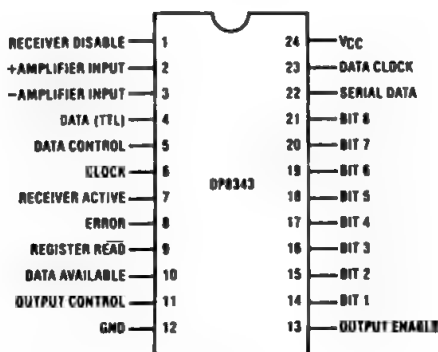 RECEIVER DISABLE 1
+AMPLIFIER INPUT 2
-AMPLIFIER INPUT 3
DATA (TTL) 4
DATA CONTROL 5
CLOCK 6
RECEIVER ACTIVE 7
ERROR 8
REGISTER READ 9
DATA AVAILABLE 10
OUTPUT CONTROL 11
GND 12
DP8343
24 VCC
23 DATA CLOCK
22 SERIAL DATA
21 BIT 8
20 BIT 7
19 BIT 6
18 BIT 5
17 BIT 4
16 BIT 3
15 BIT 2
14 BIT 1
13 OUTPUT ENABLE